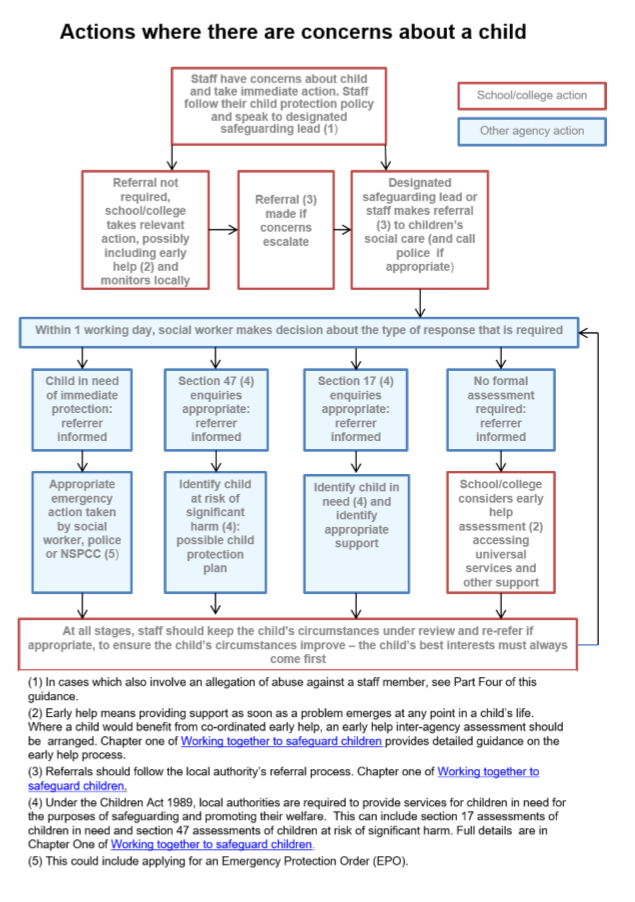 Actions where there are concerns about a child
Staff have concerns about child
and take immediate action. Staff
follow their child protection policy
and speak to designated
safeguarding lead (1)
School/college action
Other agency action
Referral not
required,
school/college
takes relevant
action, possibly
including early
help (2) and
monitors locally
Referral (3)
made if
concerns
escalate
Designated
safeguarding lead or
staff makes referral
(3) to children's
social care (and call
police if
appropriate)
Within 1 working day, social worker makes decision about the type of response that is required
Child in need
of immediate
protection:
referrer
informed
Section 47 (4)
enquiries
appropriate:
referrer
informed
Section 17 (4)
enquiries
appropriate:
referrer
informed
No formal
assessment
required:
referrer
informed
Appropriate
emergency
action taken
by social
worker, police
or NSPCC (5)
Identify child
at risk of
significant
harm (4):
possible child
protection
plan
Identify child in
need (4) and
identify
appropriate
support
School/college
considers early
help
assessment (2)
accessing
universal
services and
other support
At all stages, staff should keep the child's circumstances under review and re-refer if
appropriate, to ensure the child's circumstances improve – the child's best interests must always
come first
(1) In cases which also involve an allegation of abuse against a staff member, see Part Four of this
guidance.
(2) Early help means providing support as soon as a problem emerges at any point in a child's life.
Where a child would benefit from co-ordinated early help, an early help inter-agency assessment should
be arranged. Chapter one of Working together to safeguard children provides detailed guidance on the
early help process.
(3) Referrals should follow the local authority's referral process. Chapter one of Working together to
safeguard children.
(4) Under the Children Act 1989, local authorities are required to provide services for children in need for
the purposes of safeguarding and promoting their welfare. This can include section 17 assessments of
children in need and section 47 assessments of children at risk of significant harm. Full details are in
Chapter One of Working together to safeguard children.
(5) This could include applying for an Emergency Protection Order (EPO).